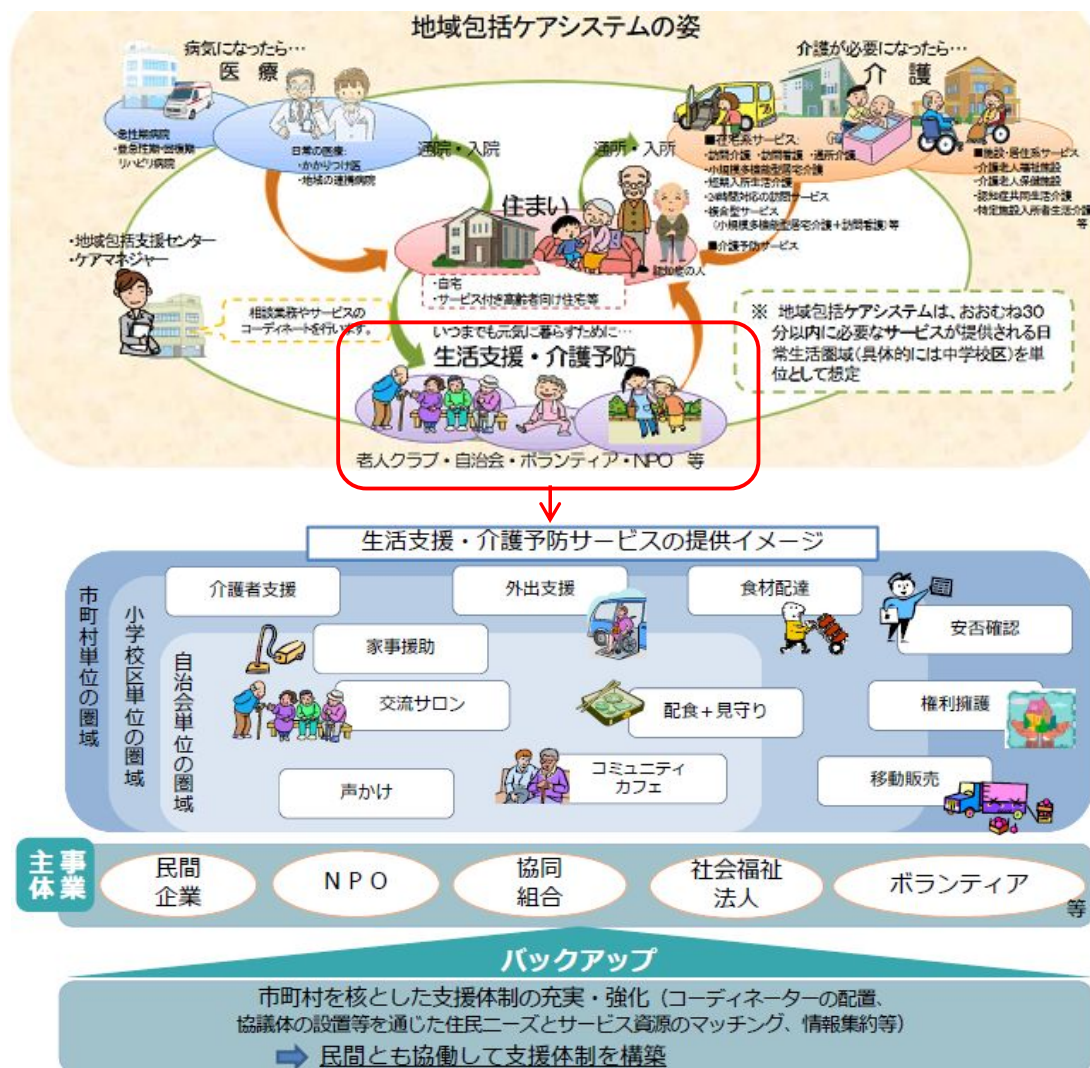 地域包括ケアシステムの姿
病気になったら…
医 療
・急性期病院
・亜急性期・回復期
リハビリ病院
日常の医療:
・かかりつけ医
・地域の連携病院
通院・入院
通所・入所
介護が必要になったら…
介 護
■在宅系サービス:
・訪問介護・訪問看護・通所介護
・小規模多機能型居宅介護
・短期入所生活介護
・24時間対応の訪問サービス
・複合型サービス
(小規模多機能型居宅介護+訪問看護)等
■介護予防サービス
■施設・居住系サービス
・介護老人福祉施設
・介護老人保健施設
・認知症共同生活介護
・特定施設入所者生活介護
等
住まい
認知症の人
・自宅
・サービス付き高齢者向け住宅等
・地域包括支援センター
・ケアマネジャー
相談業務やサービスの
コーディネートを行います。
※ 地域包括ケアシステムは、おおむね30
分以内に必要なサービスが提供される日
常生活圏域(具体的には中学校区)を単
位として想定
いつまでも元気に暮らすために…
生活支援・介護予防
老人クラブ・自治会・ボランティア・NPO 等
生活支援・介護予防サービスの提供イメージ
市町村単位の圏域
小学校区単位の圏域
自治会単位の圏域
介護者支援
外出支援
食材配達
安否確認
家事援助
交流サロン
配食+見守り
権利擁護
声かけ
コミュニティ
カフェ
移動販売
事業
主体
民間
企業
NPO
協同
組合
社会福祉
法人
ボランティア
等
バックアップ
市町村を核とした支援体制の充実・強化(コーディネーターの配置、
協議体の設置等を通じた住民ニーズとサービス資源のマッチング、情報集約等)
民間とも協働して支援体制を構築